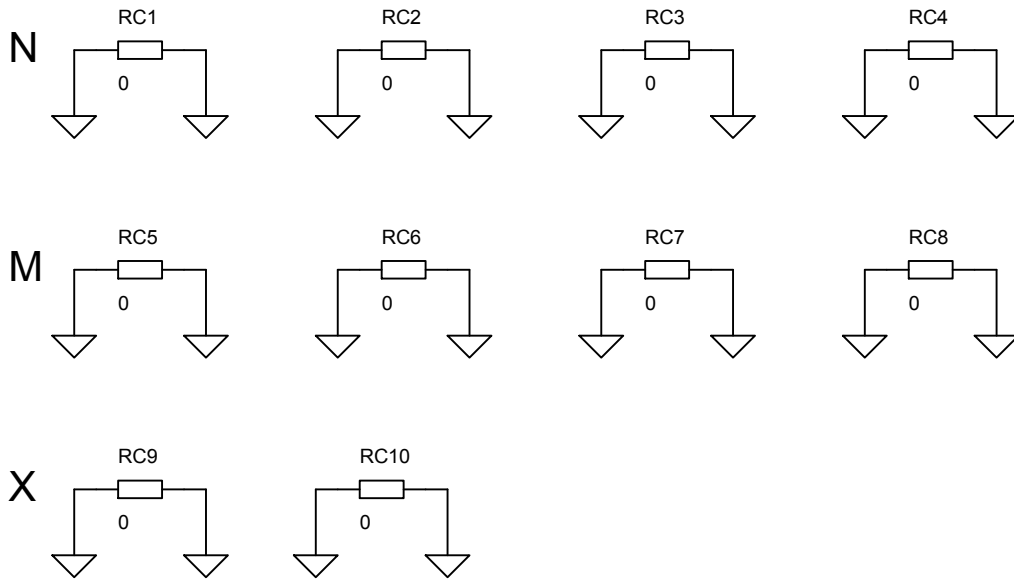 RC1 RC2 RC3 RC4
N
0 0 0 0
RC5 RC6 RC7 RC8
M
0 0 0 0
RC9 RC10
X
0 0